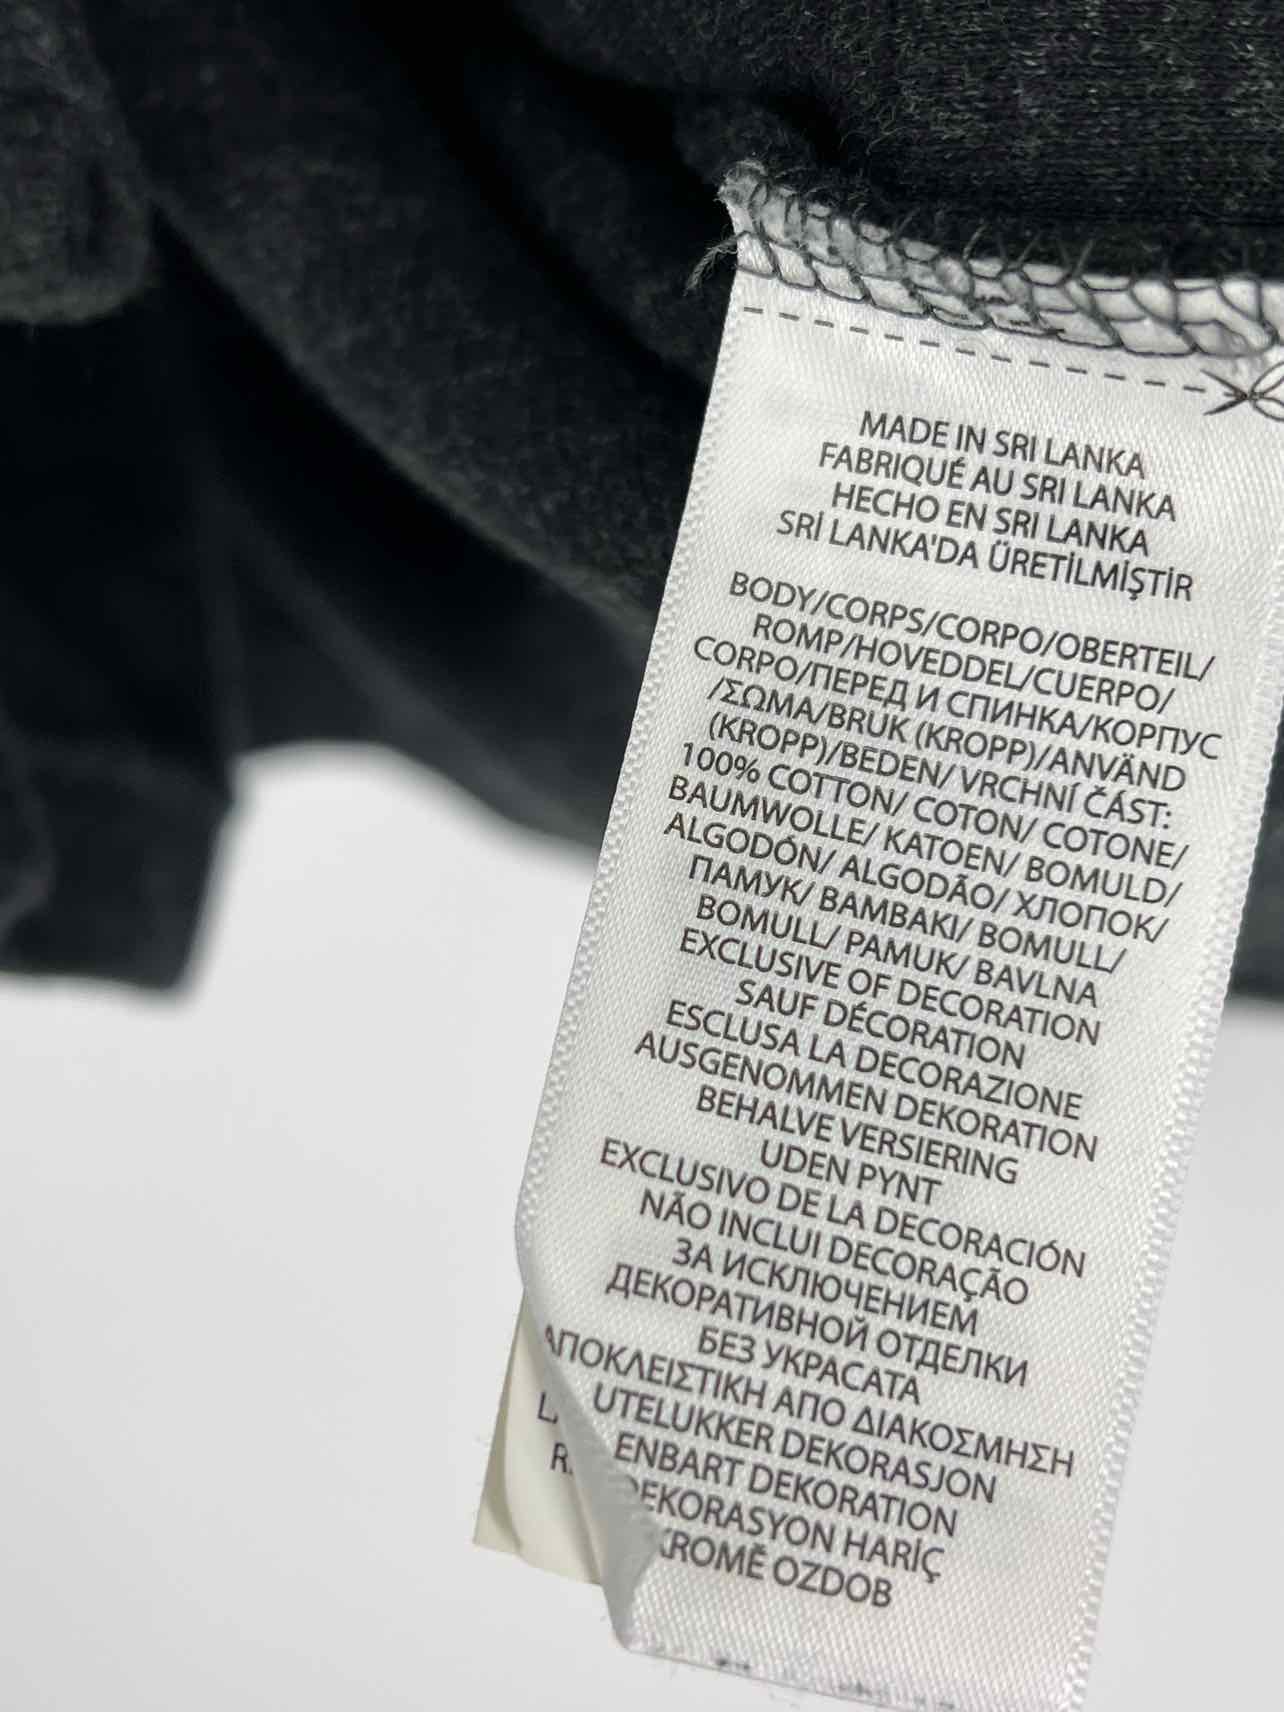 MADE IN SRI LANKA
FABRIQUÉ AU SRI LANKA
HECHO EN SRI LANKA
SRİ LANKA'DA ÜRETİLMİŞTİR
BODY/CORPS/CORPO/OBERTEIL/
ROMP/HOVEDDEL/CUERPO/
CORPO/ПЕРЕД И СПИНКА/КОРПУС
/ΣΩΜΑ/BRUK (KROPP)/ANVÄND
(KROPP)/BEDEN/ VRCHNÍ ČÁST:
100% COTTON/ COTON/ COTONE/
BAUMWOLLE/ KATOEN/ BOMULD/
ALGODÓN/ ALGODÃO/ ХЛОПОК/
ПАМУК/ BAMBAKI/ BOMULL/
BOMULL/ PAMUK/ BAVLNA
EXCLUSIVE OF DECORATION
SAUF DÉCORATION
ESCLUSA LA DECORAZIONE
AUSGENOMMEN DEKORATION
BEHALVE VERSIERING
UDEN PYNT
EXCLUSIVO DE LA DECORACIÓN
NÃO INCLUI DECORAÇÃO
ЗА ИСКЛЮЧЕНИЕМ
ДЕКОРАТИВНОЙ ОТДЕЛКИ
БЕЗ УКРАСАТА
ΑΠΟΚΛΕΙΣΤΙΚΗ ΑΠΟ ΔΙΑΚΟΣΜΗΣΗ
UTELUKKER DEKORASJON
ENBART DEKORATION
DEKORASYON HARİÇ
KROMĚ OZDOB